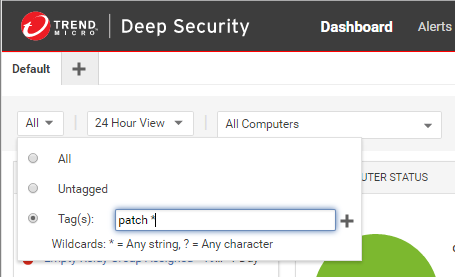 TREND MICRO
Deep Security
Dashboard
Alerts
Default
All
24 Hour View
All Computers
All
Untagged
Tag(s): patch *
Wildcards: * = Any string, ? = Any character
UTER STATUS